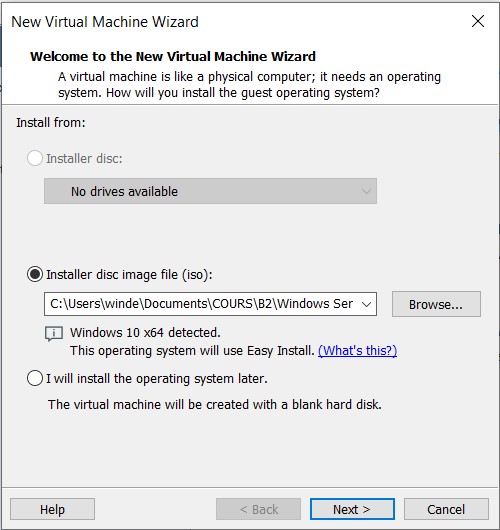 New Virtual Machine Wizard
Welcome to the New Virtual Machine Wizard
A virtual machine is like a physical computer; it needs an operating
system. How will you install the guest operating system?
Install from:
Installer disc:
No drives available
Installer disc image file (iso):
C:\Users\winde\Documents\COURS\B2\Windows Ser
Browse...
Windows 10 x64 detected.
This operating system will use Easy Install. (What's this?)
I will install the operating system later.
The virtual machine will be created with a blank hard disk.
Help < Back Next > Cancel